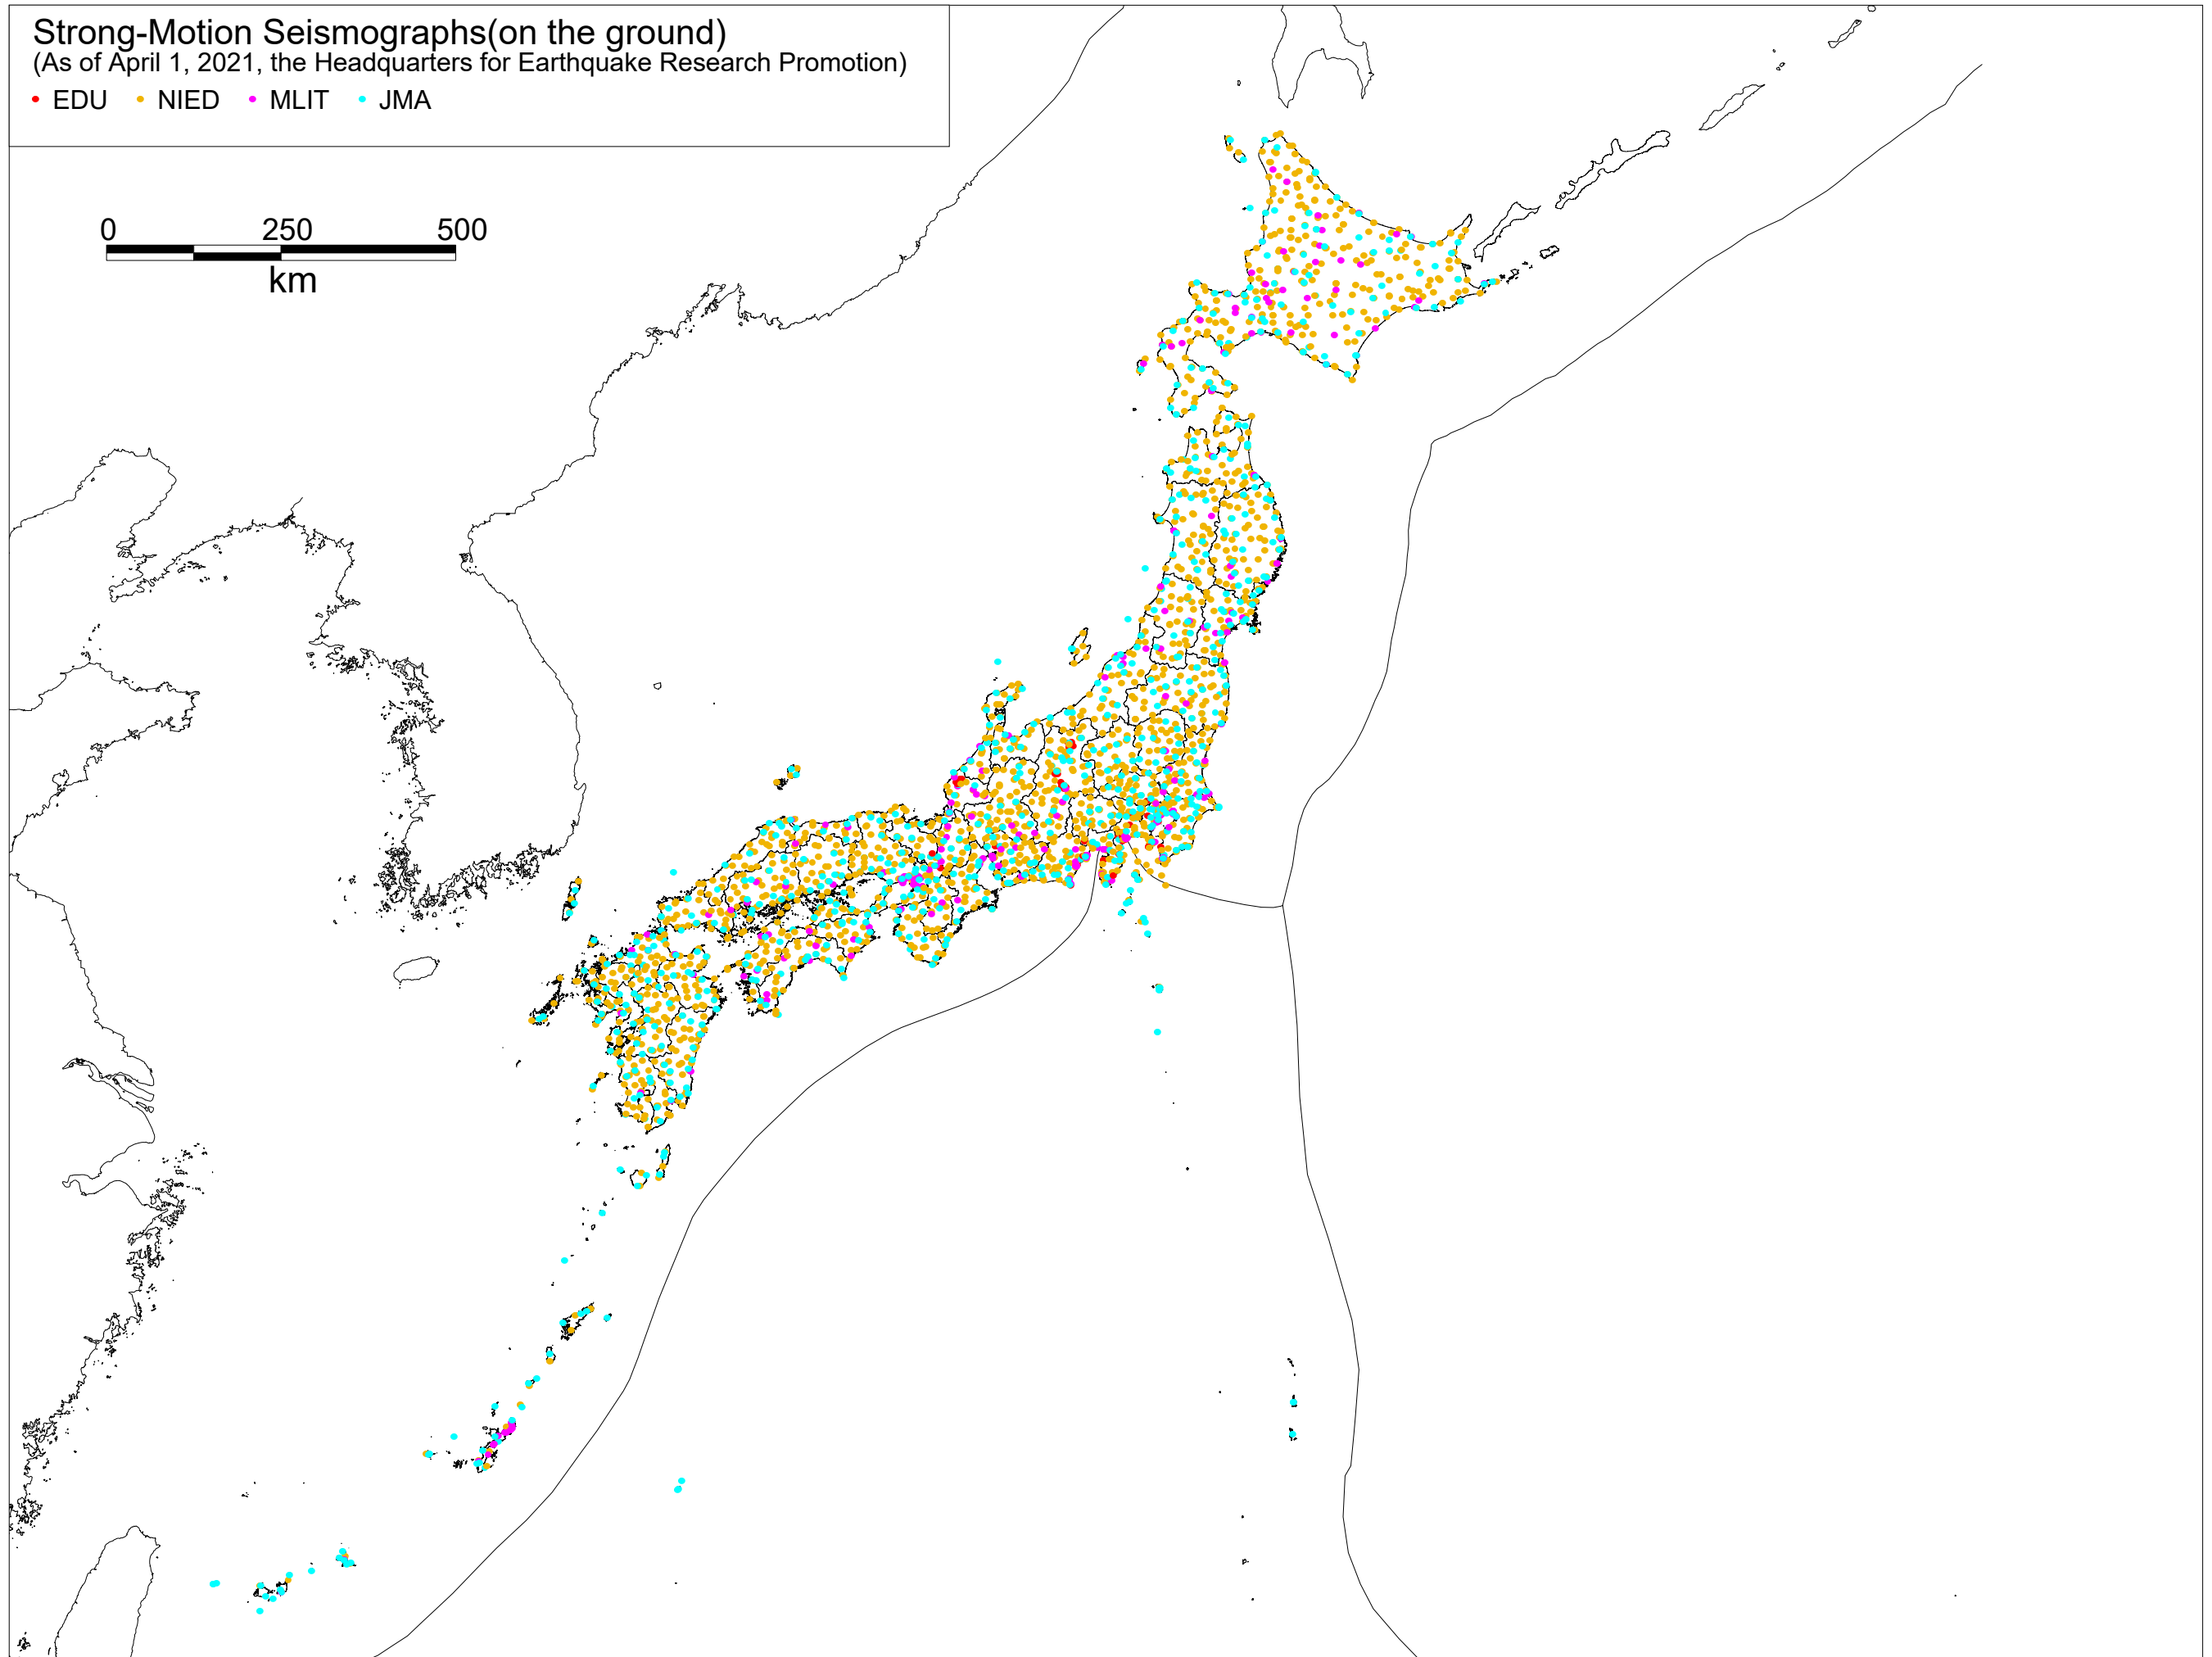 Strong-Motion Seismographs(on the ground)
(As of April 1, 2021, the Headquarters for Earthquake Research Promotion)
EDU NIED MLIT JMA
0 250 500
km